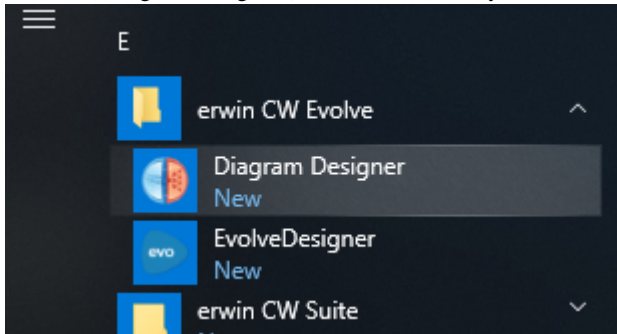 E
erwin CW Evolve
Diagram Designer
New
evo
EvolveDesigner
New
erwin CW Suite